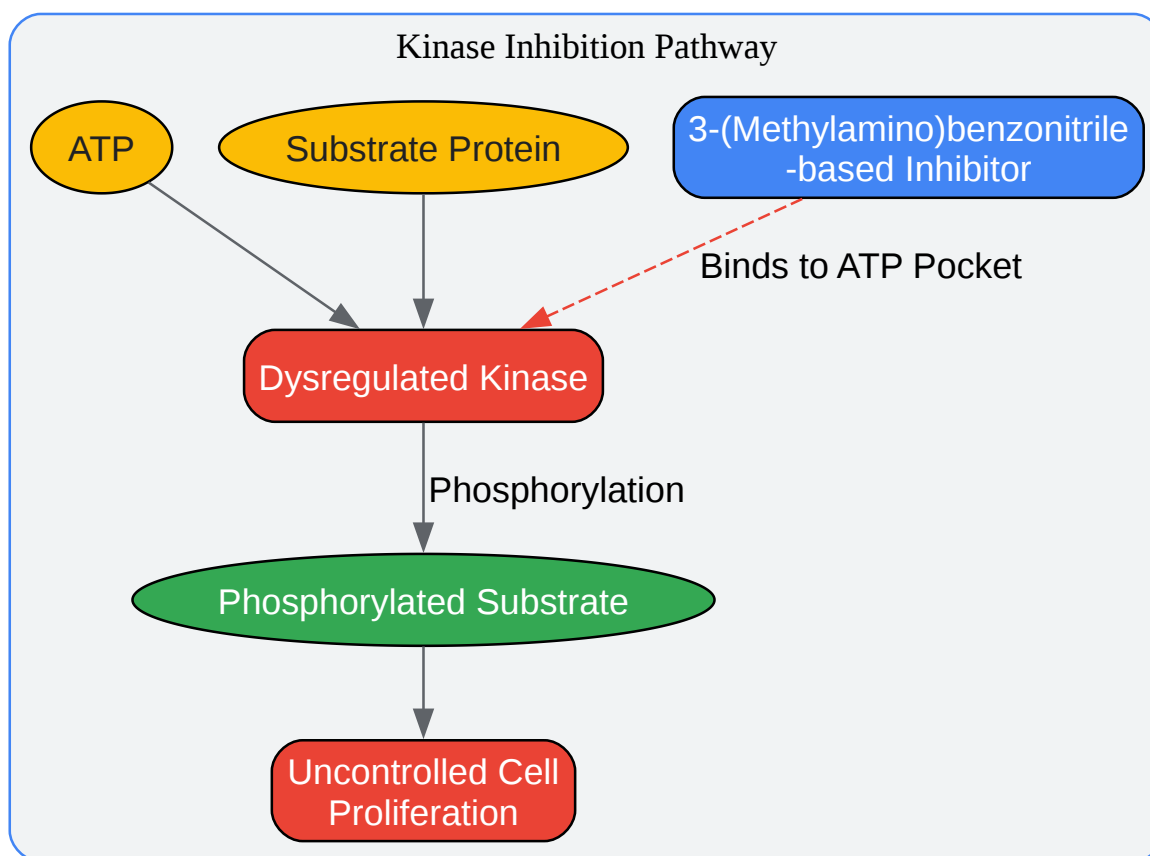 Kinase Inhibition Pathway
ATP
Substrate Protein
3-(Methylamino)benzonitrile
-based Inhibitor
Binds to ATP Pocket
Dysregulated Kinase
Phosphorylation
Phosphorylated Substrate
Uncontrolled Cell
Proliferation